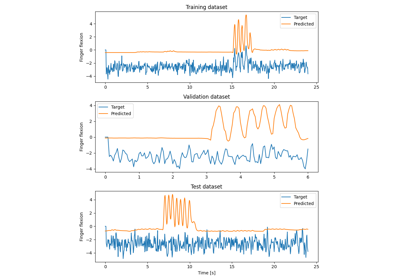 Training dataset
Finger flexion
4
2
0
−2
−4
Target
Predicted
0
5
10
15
20
25
Validation dataset
Finger flexion
4
2
0
−2
−4
Target
Predicted
0
1
2
3
4
5
6
Test dataset
Finger flexion
4
2
0
−2
−4
Target
Predicted
0
5
10
15
20
25
Time [s]